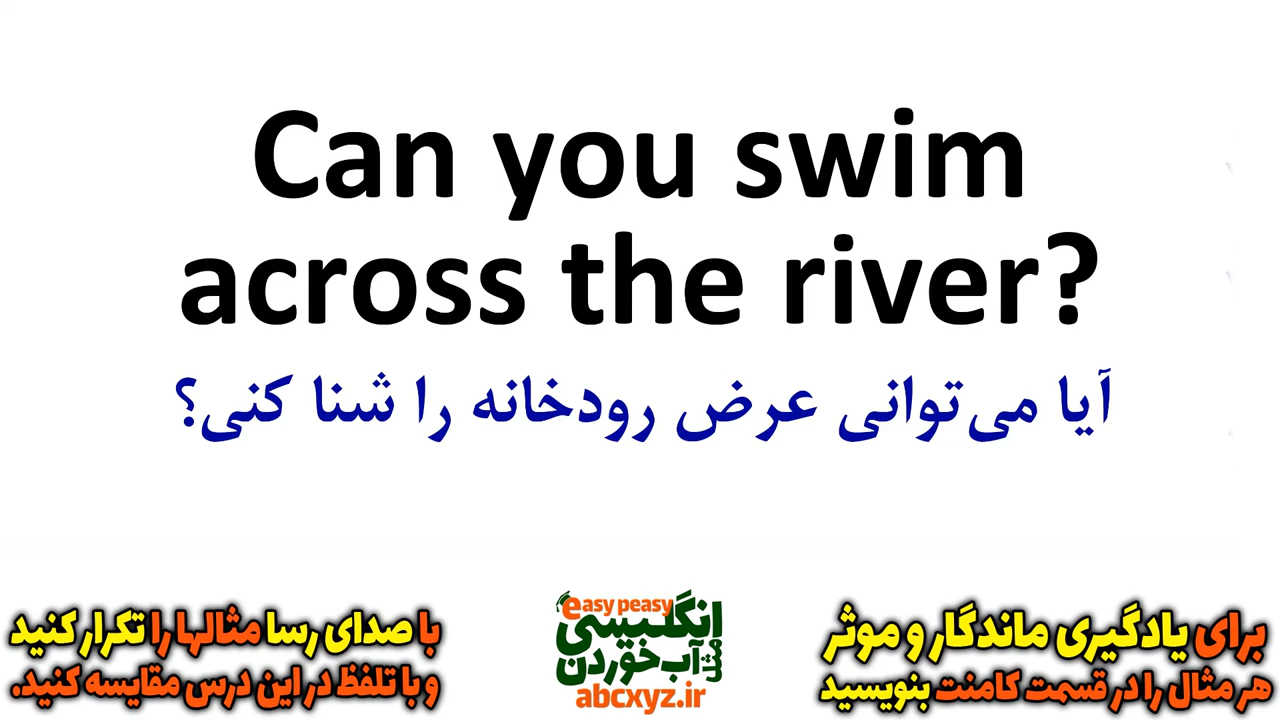 Can you swim
across the river?
آیا می‌توانی عرض رودخانه را شنا کنی؟
برای یادگیری ماندگار و موثر
هر مثال را در قسمت کامنت بنویسید
easy peasy
انگلیسی
مثل آب خوردن
abcxyz.ir
با صدای رسا مثالها را تکرار کنید
و با تلفظ در این درس مقایسه کنید.